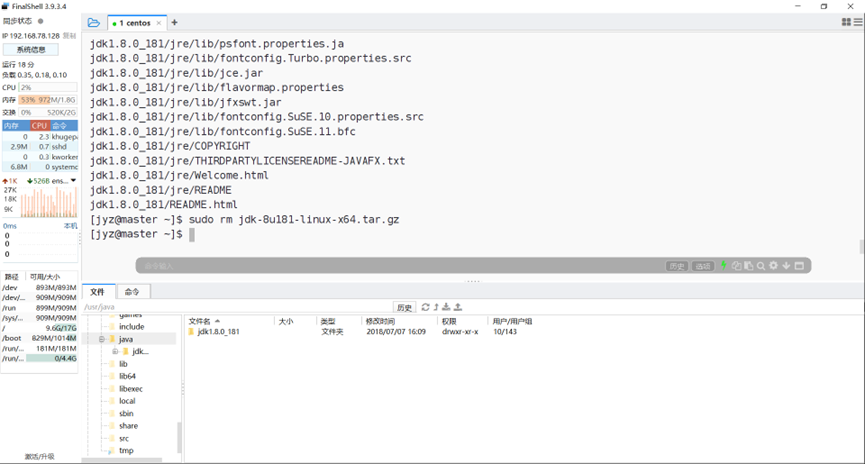 FinalShell 3.9.3.4
同步状态
IP 192.168.78.128 复制
系统信息
运行 18 分
负载 0.35, 0.18, 0.10
CPU 2%
内存 53% 972M/1.8G
交换 0% 520K/2G
内存 CPU 命令
0 2.3 khugepa
2.9M 0.7 sshd
0 0.3 kworker
6.8M 0 systemd
1K 526B ens...
27K
18K
9K
0ms 本机
0
0
0
路径 可用/大小
/dev 893M/893M
/dev/... 909M/909M
/run 899M/909M
/sys/... 909M/909M
/ 9.6G/17G
/boot 829M/1014M
/run/... 181M/181M
/run/... 0/4.4G
激活/升级
1 centos × +
jdk1.8.0_181/jre/lib/psfont.properties.ja
jdk1.8.0_181/jre/lib/fontconfig.Turbo.properties.src
jdk1.8.0_181/jre/lib/jce.jar
jdk1.8.0_181/jre/lib/flavormap.properties
jdk1.8.0_181/jre/lib/jfxswt.jar
jdk1.8.0_181/jre/lib/fontconfig.SuSE.10.properties.src
jdk1.8.0_181/jre/lib/fontconfig.SuSE.11.bfc
jdk1.8.0_181/jre/COPYRIGHT
jdk1.8.0_181/jre/THIRDPARTYLICENSEREADME-JAVAFX.txt
jdk1.8.0_181/jre/Welcome.html
jdk1.8.0_181/jre/README
jdk1.8.0_181/README.html
[jyz@master ~]$ sudo rm jdk-8u181-linux-x64.tar.gz
[jyz@master ~]$
命令输入 历史 选项
文件 命令
/usr/java 历史
games
include
java
jdk...
lib
lib64
libexec
local
sbin
share
src
tmp
文件名 大小 类型 修改时间 权限 用户/用户组
jdk1.8.0_181 文件夹 2018/07/07 16:09 drwxr-xr-x 10/143